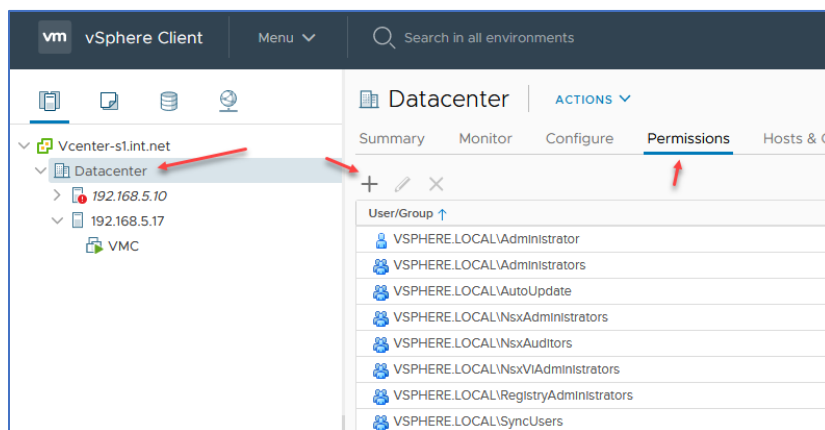 vm vSphere Client Menu Search in all environments
Datacenter ACTIONS
Summary Monitor Configure Permissions Hosts & C
Vcenter-s1.int.net
Datacenter
192.168.5.10
192.168.5.17
VMC
User/Group
VSPHERE.LOCAL\Administrator
VSPHERE.LOCAL\Administrators
VSPHERE.LOCAL\AutoUpdate
VSPHERE.LOCAL\NsxAdministrators
VSPHERE.LOCAL\NsxAuditors
VSPHERE.LOCAL\NsxViAdministrators
VSPHERE.LOCAL\RegistryAdministrators
VSPHERE.LOCAL\SyncUsers